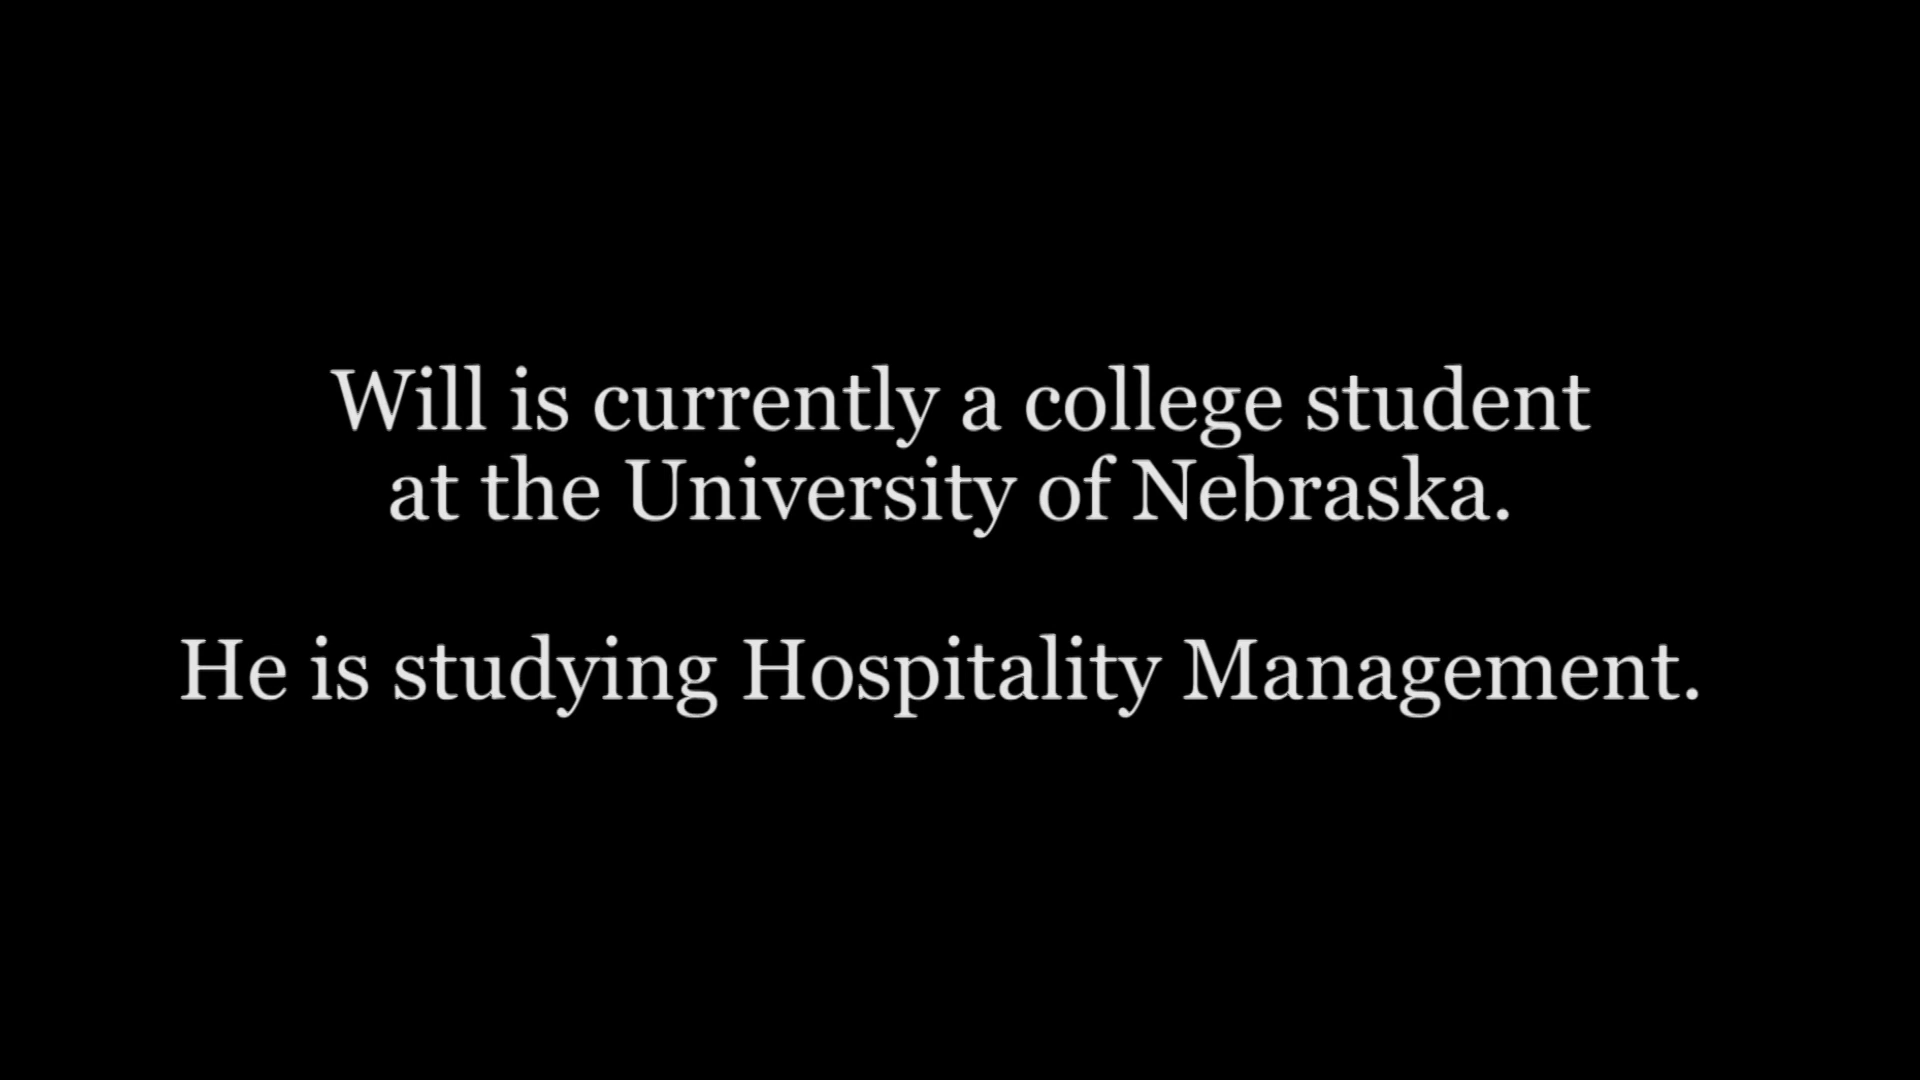 Will is currently a college student
at the University of Nebraska.
He is studying Hospitality Management.